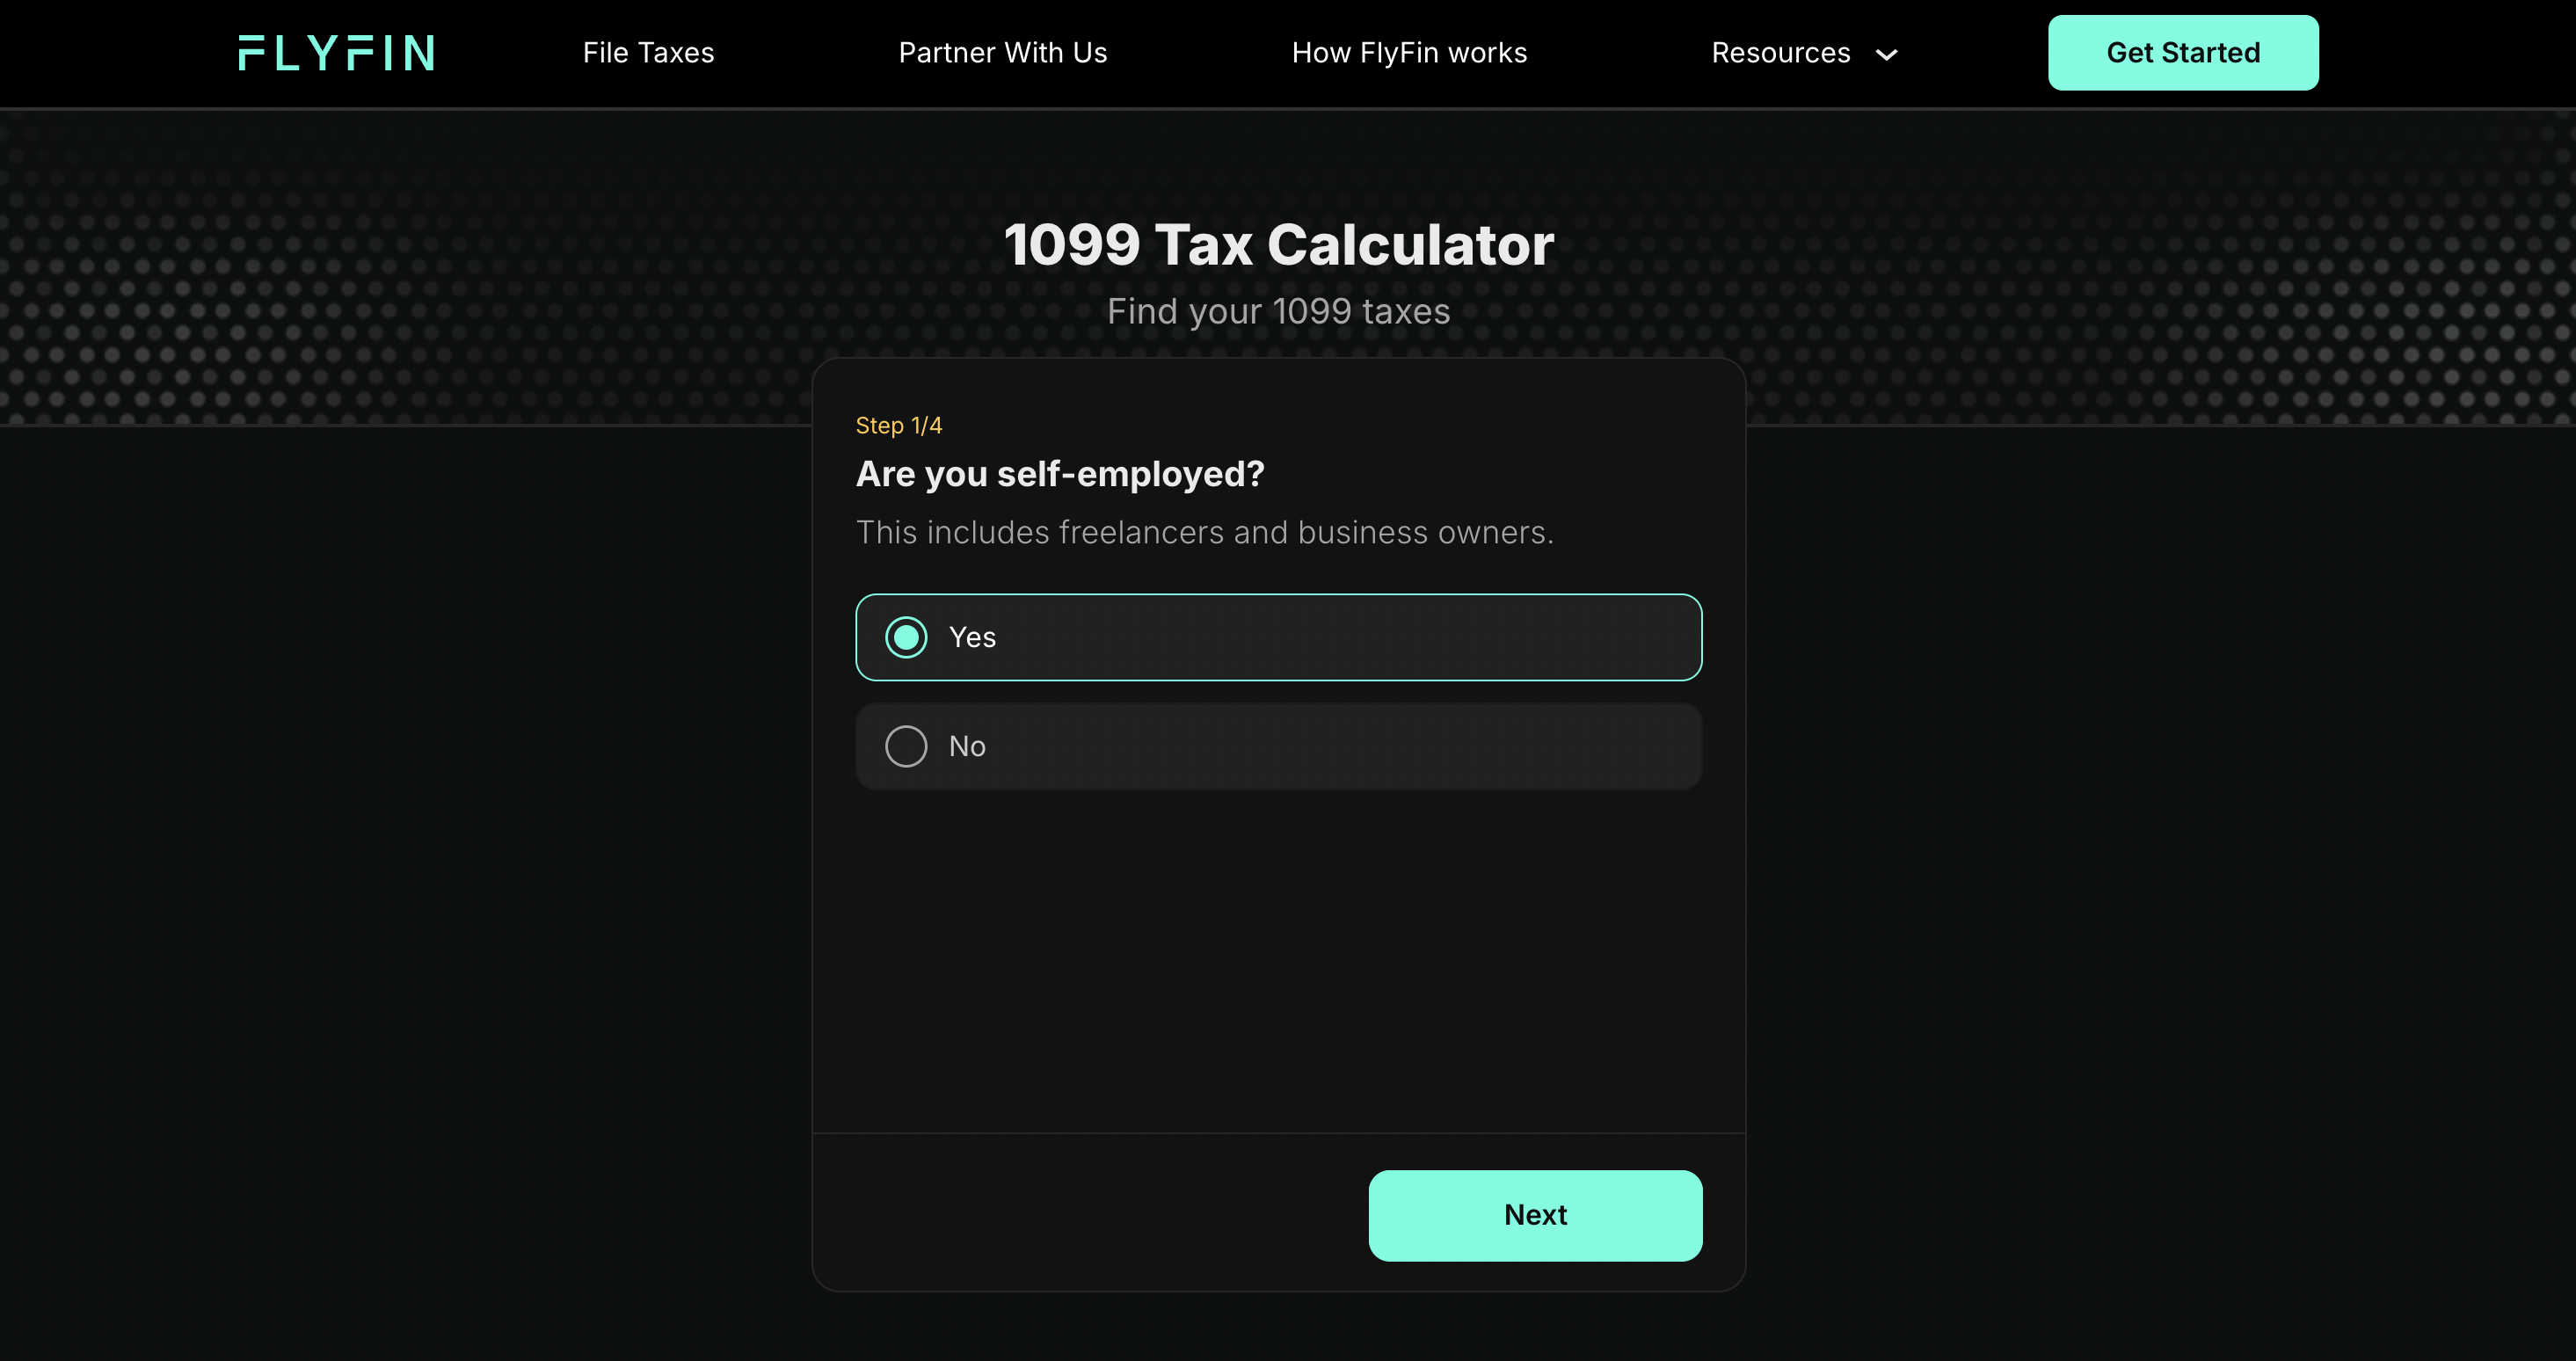 FLYFIN
File Taxes
Partner With Us
How FlyFin works
Resources
Get Started
1099 Tax Calculator
Find your 1099 taxes
Step 1/4
Are you self-employed?
This includes freelancers and business owners.
Yes
No
Next